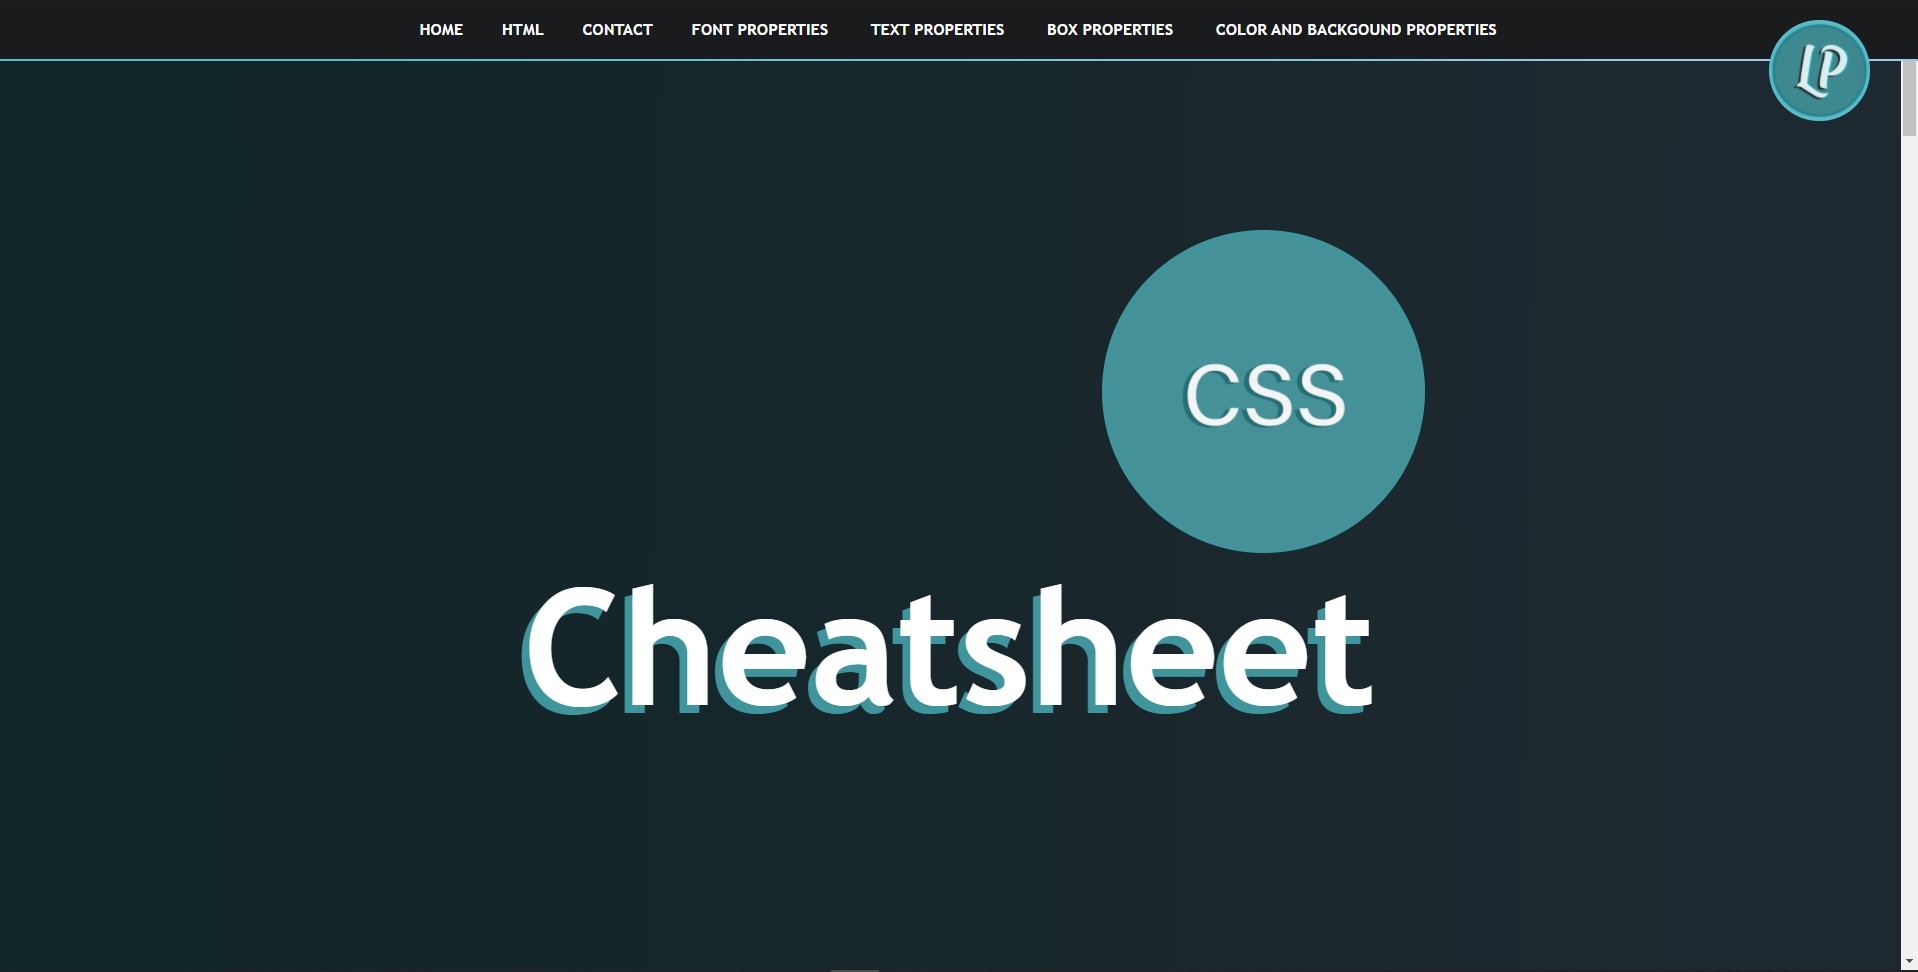 HOME HTML CONTACT FONT PROPERTIES TEXT PROPERTIES BOX PROPERTIES COLOR AND BACKGOUND PROPERTIES
LP
CSS
Cheatsheet